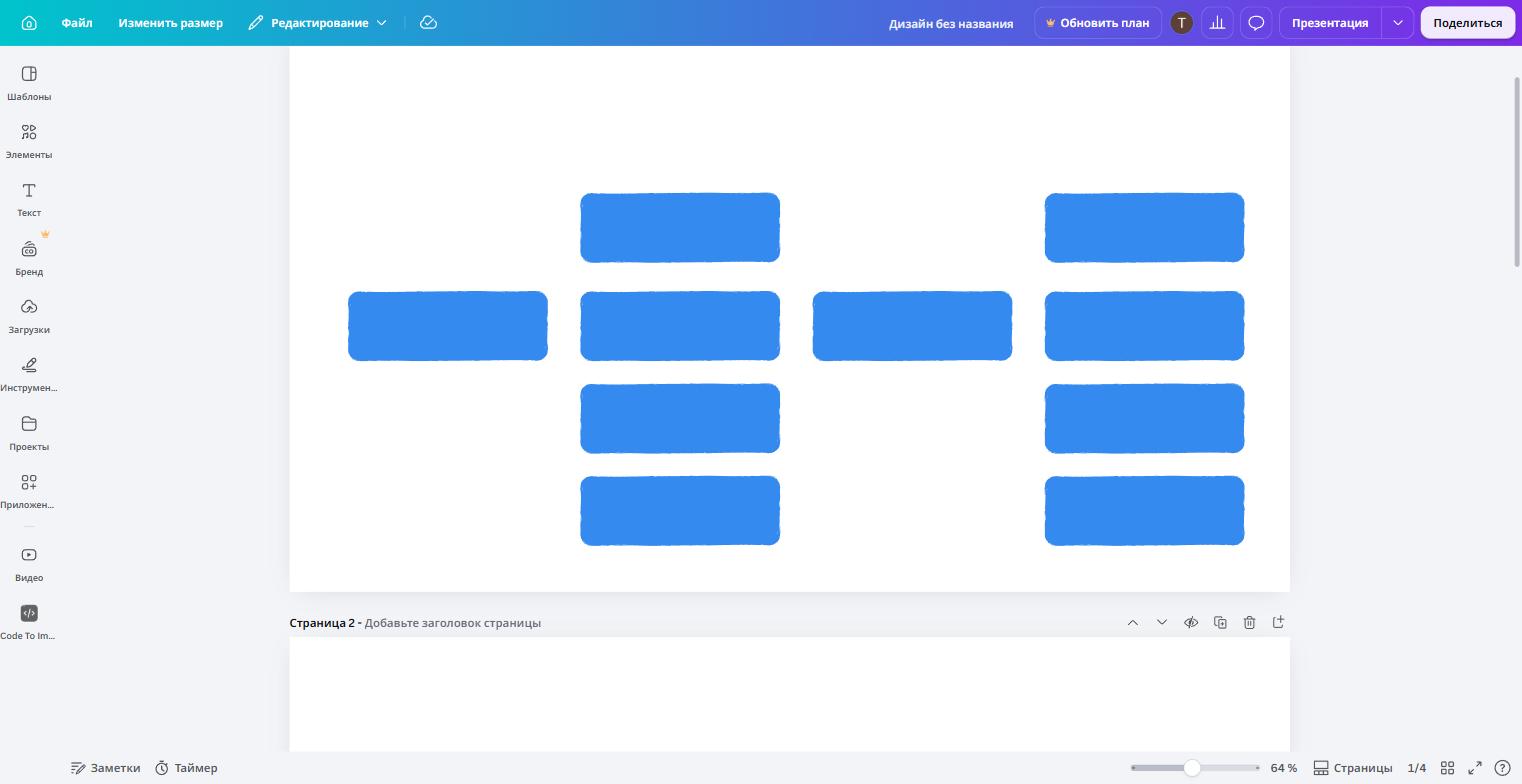 Файл
Изменить размер
Редактирование
Дизайн без названия
Обновить план
T
Презентация
Поделиться
Шаблоны
Элементы
Текст
Бренд
Загрузки
Инструмен...
Проекты
Приложен...
Видео
Code To Im...
Страница 2 - Добавьте заголовок страницы
Заметки
Таймер
64 %
Страницы
1/4